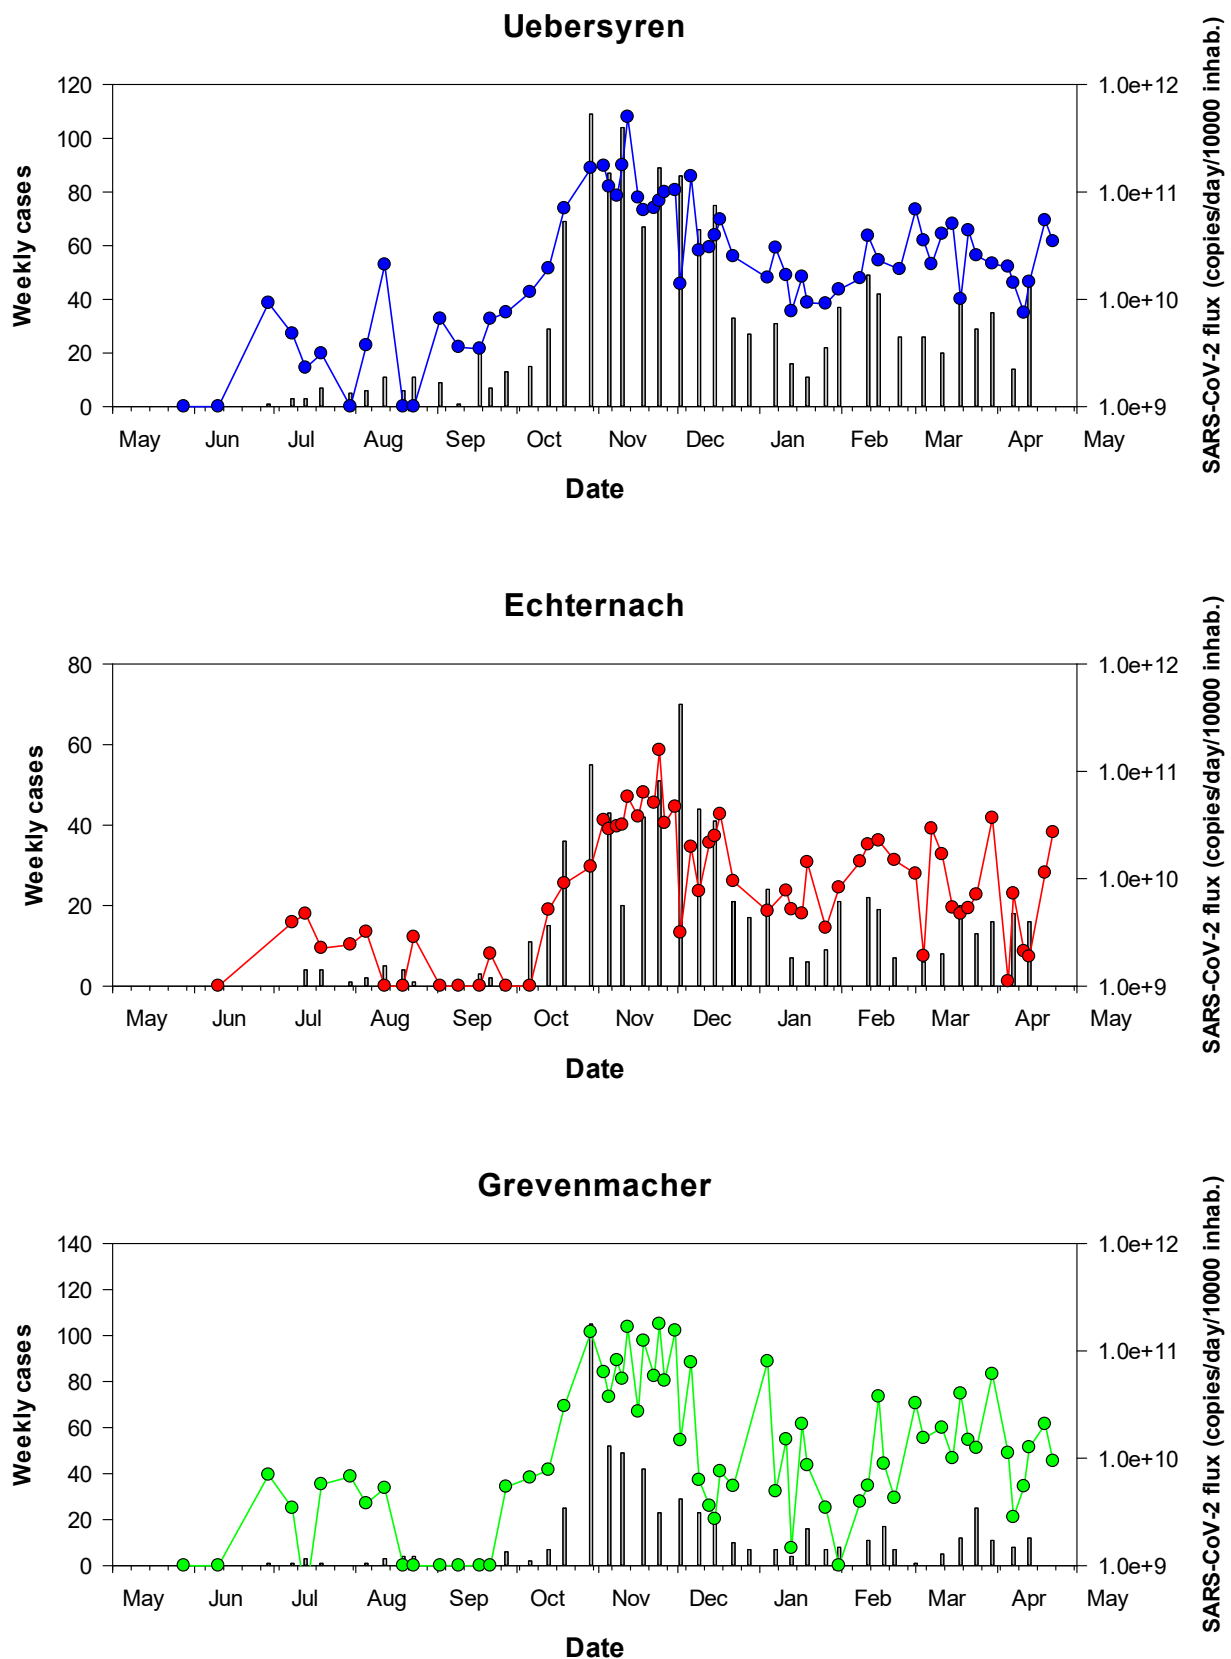 Uebersyren
120
100
80
60
40
20
0
Weekly cases
1.0e+12
1.0e+11
1.0e+10
1.0e+9
SARS-CoV-2 flux (copies/day/10000 inhab.)
May Jun Jul Aug Sep Oct Nov Dec Jan Feb Mar Apr May
Date
Echternach
80
60
40
20
0
Weekly cases
1.0e+12
1.0e+11
1.0e+10
1.0e+9
SARS-CoV-2 flux (copies/day/10000 inhab.)
May Jun Jul Aug Sep Oct Nov Dec Jan Feb Mar Apr May
Date
Grevenmacher
140
120
100
80
60
40
20
0
Weekly cases
1.0e+12
1.0e+11
1.0e+10
1.0e+9
SARS-CoV-2 flux (copies/day/10000 inhab.)
May Jun Jul Aug Sep Oct Nov Dec Jan Feb Mar Apr May
Date